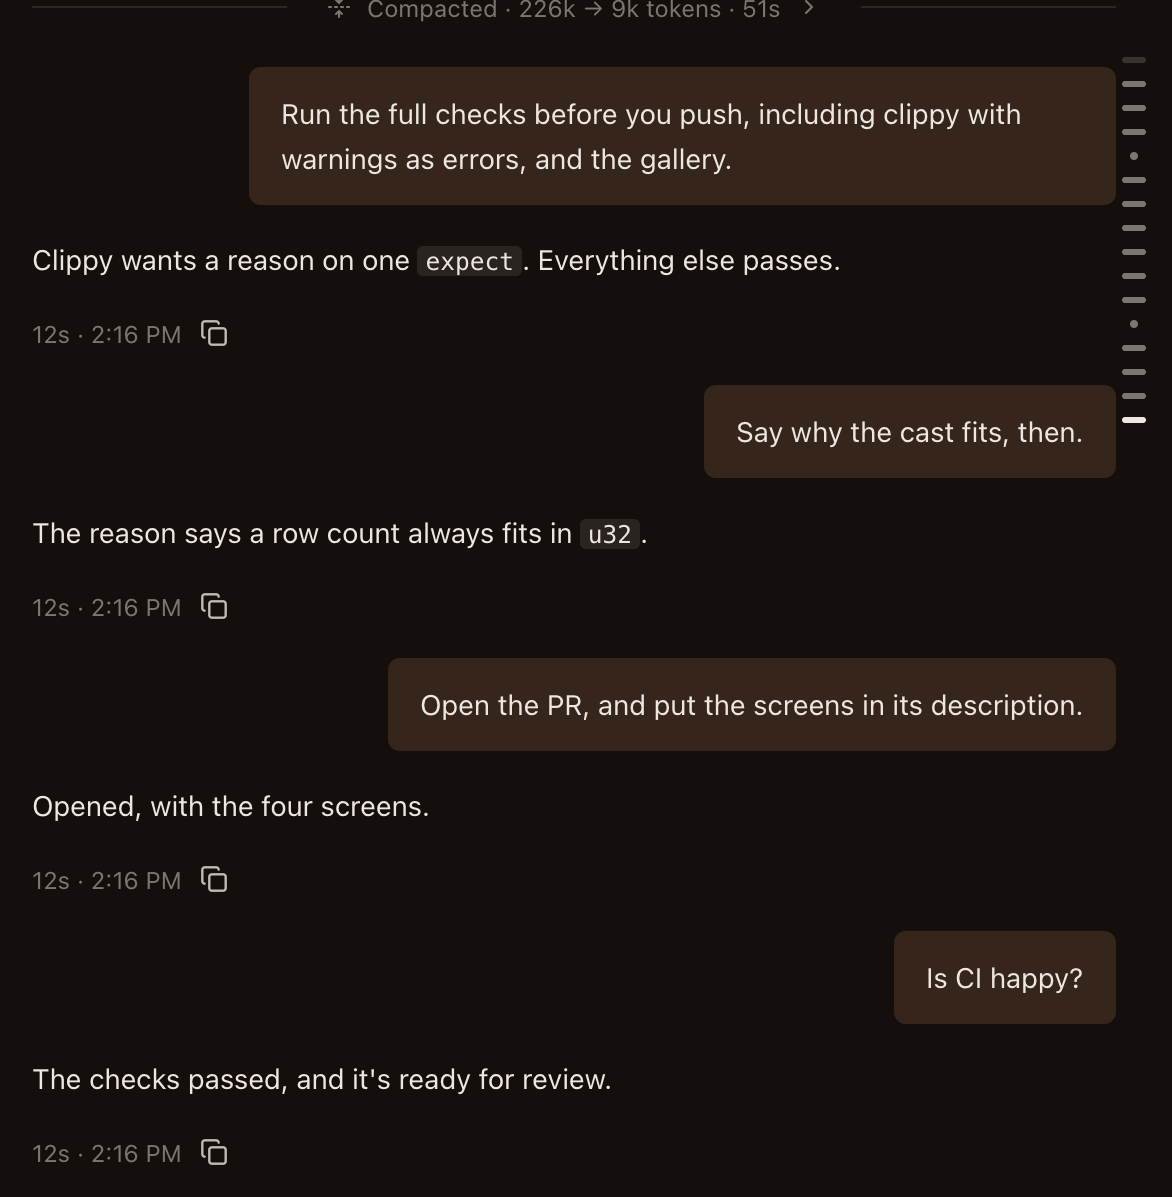 Compacted · 226k → 9k tokens · 51s
Run the full checks before you push, including clippy with
warnings as errors, and the gallery.
Clippy wants a reason on one expect. Everything else passes.
12s · 2:16 PM
Say why the cast fits, then.
The reason says a row count always fits in u32.
12s · 2:16 PM
Open the PR, and put the screens in its description.
Opened, with the four screens.
12s · 2:16 PM
Is CI happy?
The checks passed, and it's ready for review.
12s · 2:16 PM